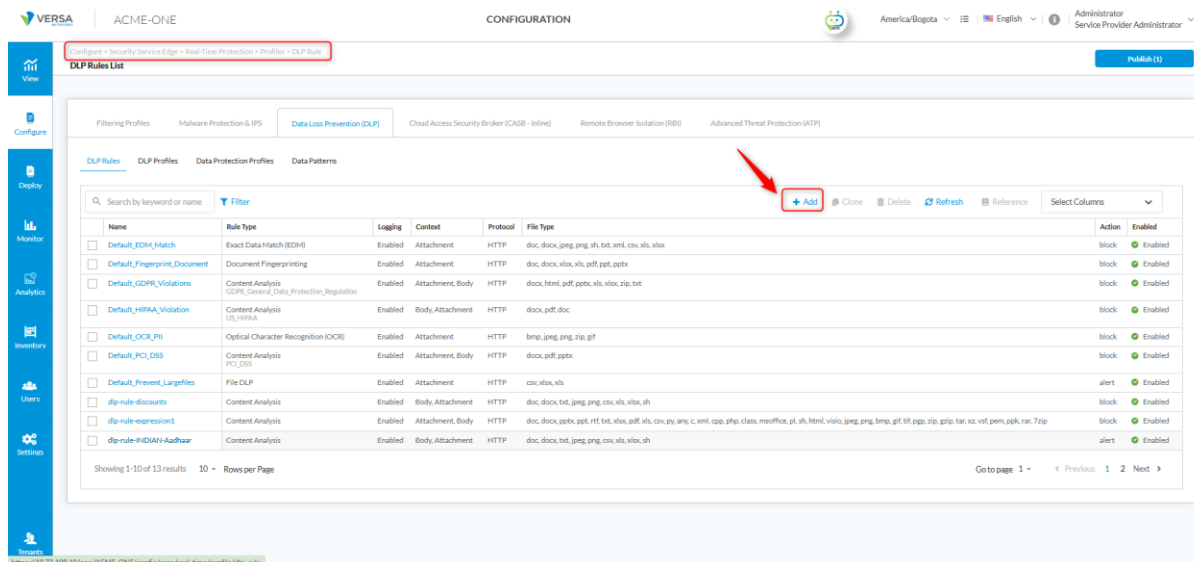 VERSA
NETWORKS
ACME-ONE
CONFIGURATION
America/Bogota
English
Administrator
Service Provider Administrator
Configure > Security Service Edge > Real-Time Protection > Profiles > DLP Rule
DLP Rules List
Publish (1)
View
Configure
Deploy
Monitor
Analytics
Inventory
Users
Settings
Tenants
Filtering Profiles Malware Protection & IPS Data Loss Prevention (DLP) Cloud Access Security Broker (CASB - Inline) Remote Browser Isolation (RBI) Advanced Threat Protection (ATP)
DLP Rules DLP Profiles Data Protection Profiles Data Patterns
Search by keyword or name Filter + Add Clone Delete Refresh Reference Select Columns
Name Rule Type Logging Context Protocol File Type Action Enabled
Default_EDM_Match Exact Data Match (EDM) Enabled Attachment HTTP doc, docx, jpeg, png, sh, txt, xml, csv, xls, xlsx block Enabled
Default_Fingerprint_Document Document Fingerprinting Enabled Attachment HTTP doc, docx, xlsx, xls, pdf, ppt, pptx block Enabled
Default_GDPR_Violations Content Analysis Enabled Attachment, Body HTTP docx, html, pdf, pptx, xls, xlsx, zip, txt block Enabled
GDPR_General_Data_Protection_Regulation
Default_HIPAA_Violation Content Analysis Enabled Body, Attachment HTTP docx, pdf, doc block Enabled
US_HIPAA
Default_OCR_PII Optical Character Recognition (OCR) Enabled Attachment HTTP bmp, jpeg, png, zip, gif block Enabled
Default_PCI_DSS Content Analysis Enabled Attachment, Body HTTP docx, pdf, pptx block Enabled
PCI_DSS
Default_Prevent_Largefiles File DLP Enabled Attachment HTTP csv, xlsx, xls alert Enabled
dlp-rule-discounts Content Analysis Enabled Body, Attachment HTTP doc, docx, txt, jpeg, png, csv, xls, xlsx, sh block Enabled
dlp-rule-expression1 Content Analysis Enabled Attachment, Body HTTP doc, docx, pptx, ppt, rtf, txt, xlsx, pdf, xls, csv, py, any, c, xml, cpp, php, class, msoffice, pl, sh, html, visio, jpeg, png, bmp, gif, tif, pgp, zip, gzip, tar, xz, vsf, pem, ppk, rar, 7zip block Enabled
dlp-rule-INDIAN-Aadhaar Content Analysis Enabled Body, Attachment HTTP doc, docx, txt, jpeg, png, csv, xls, xlsx, sh alert Enabled
Showing 1-10 of 13 results 10 Rows per Page Go to page 1 < Previous 1 2 Next >